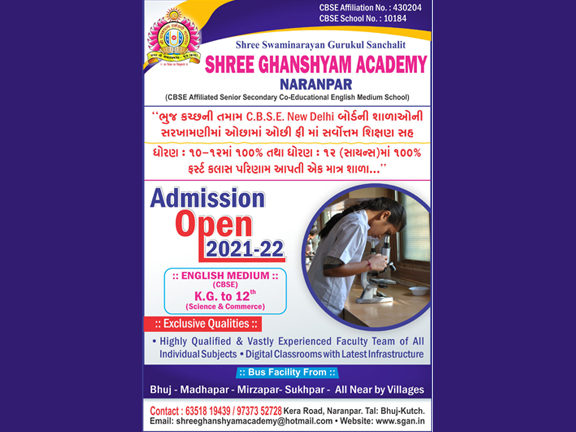 CBSE Affiliation No. : 430204
CBSE School No. : 10184
Shree Swaminarayan Gurukul Sanchalit
SHREE GHANSHYAM ACADEMY
NARANPAR
(CBSE Affiliated Senior Secondary Co-Educational English Medium School)
''ભુજ કચ્છની તમામ C.B.S.E. New Delhi બોર્ડની શાળાઓની
સરખામણીમાં ઓછામાં ઓછી ફી માં સર્વોત્તમ શિક્ષણ સહ
ધોરણ : ૧૦-૧૨માં ૧૦૦% તથા ધોરણ : ૧૨ (સાયન્સ)માં ૧૦૦%
ફર્સ્ટ કલાસ પરિણામ આપતી એક માત્ર શાળા...''
Admission
Open
2021-22
:: ENGLISH MEDIUM ::
(CBSE)
K.G. to 12th
(Science & Commerce)
:: Exclusive Qualities ::
• Highly Qualified & Vastly Experienced Faculty Team of All
Individual Subjects • Digital Classrooms with Latest Infrastructure
:: Bus Facility From ::
Bhuj - Madhapar - Mirzapar- Sukhpar - All Near by Villages
Contact : 63518 19439 / 97373 52728 Kera Road, Naranpar. Tal: Bhuj-Kutch.
Email: shreeghanshyamacademy@hotmail.com • Website: www.sgan.in